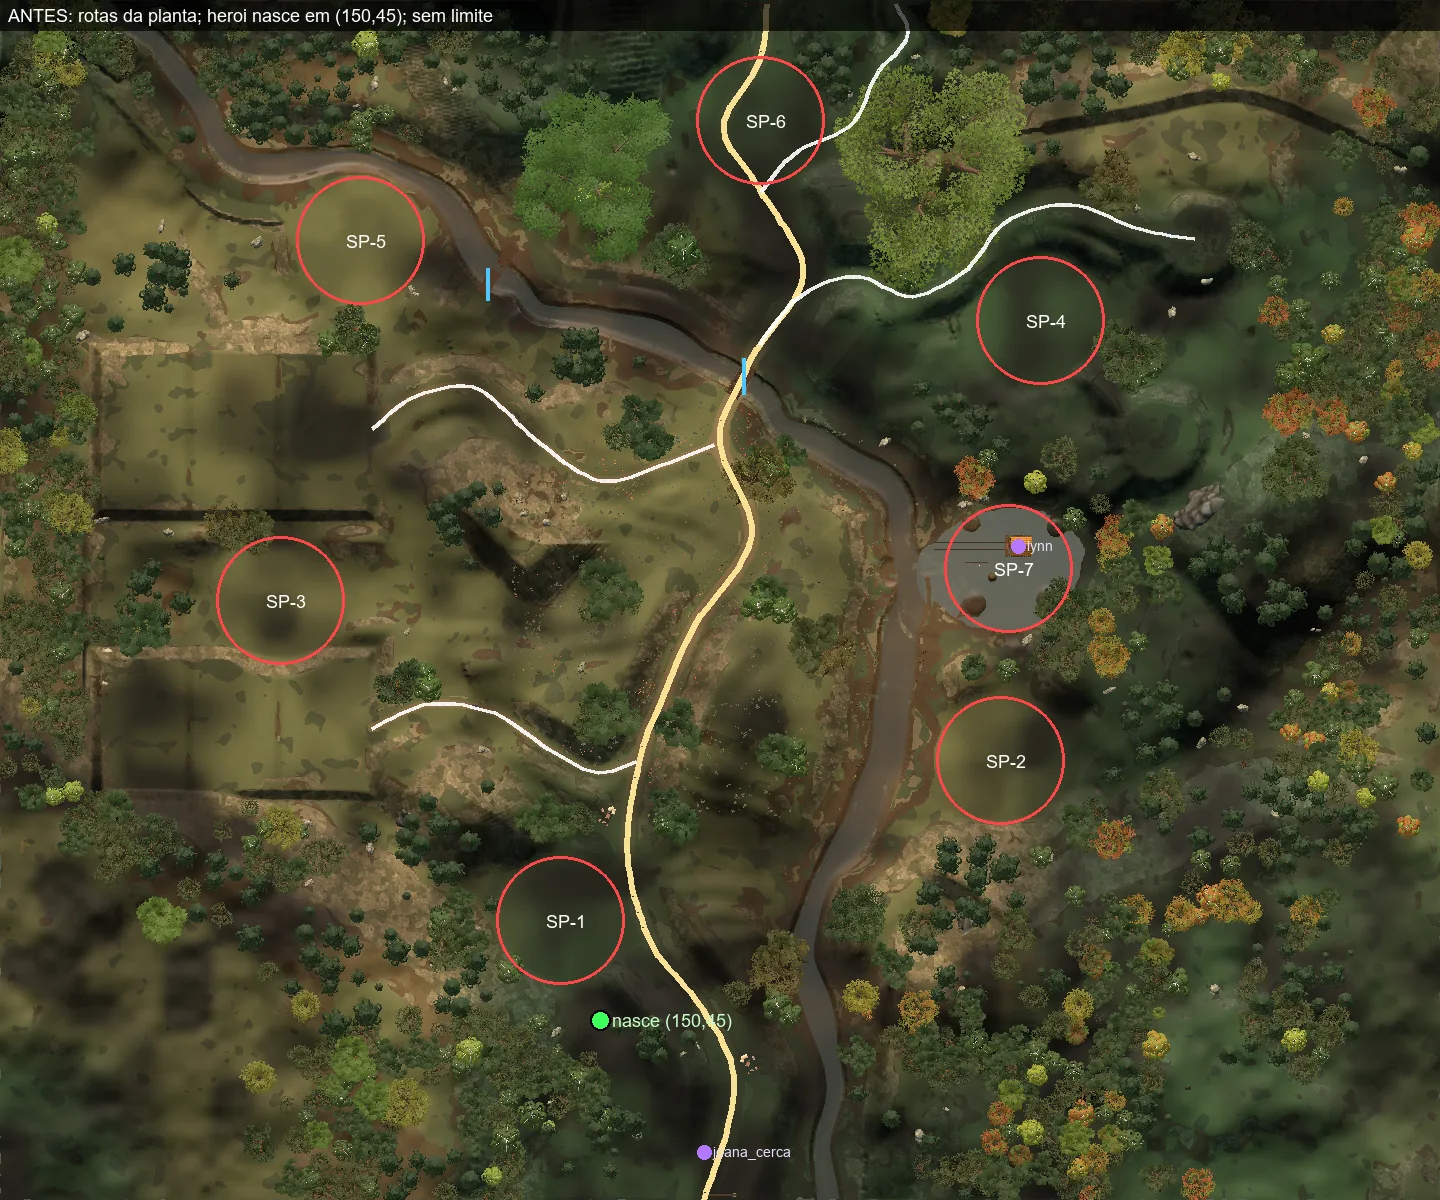 ANTES: rotas da planta; heroi nasce em (150,45); sem limite
SP-6
SP-5
SP-4
lynn
SP-7
SP-3
SP-2
SP-1
nasce (150,45)
joana_cerca